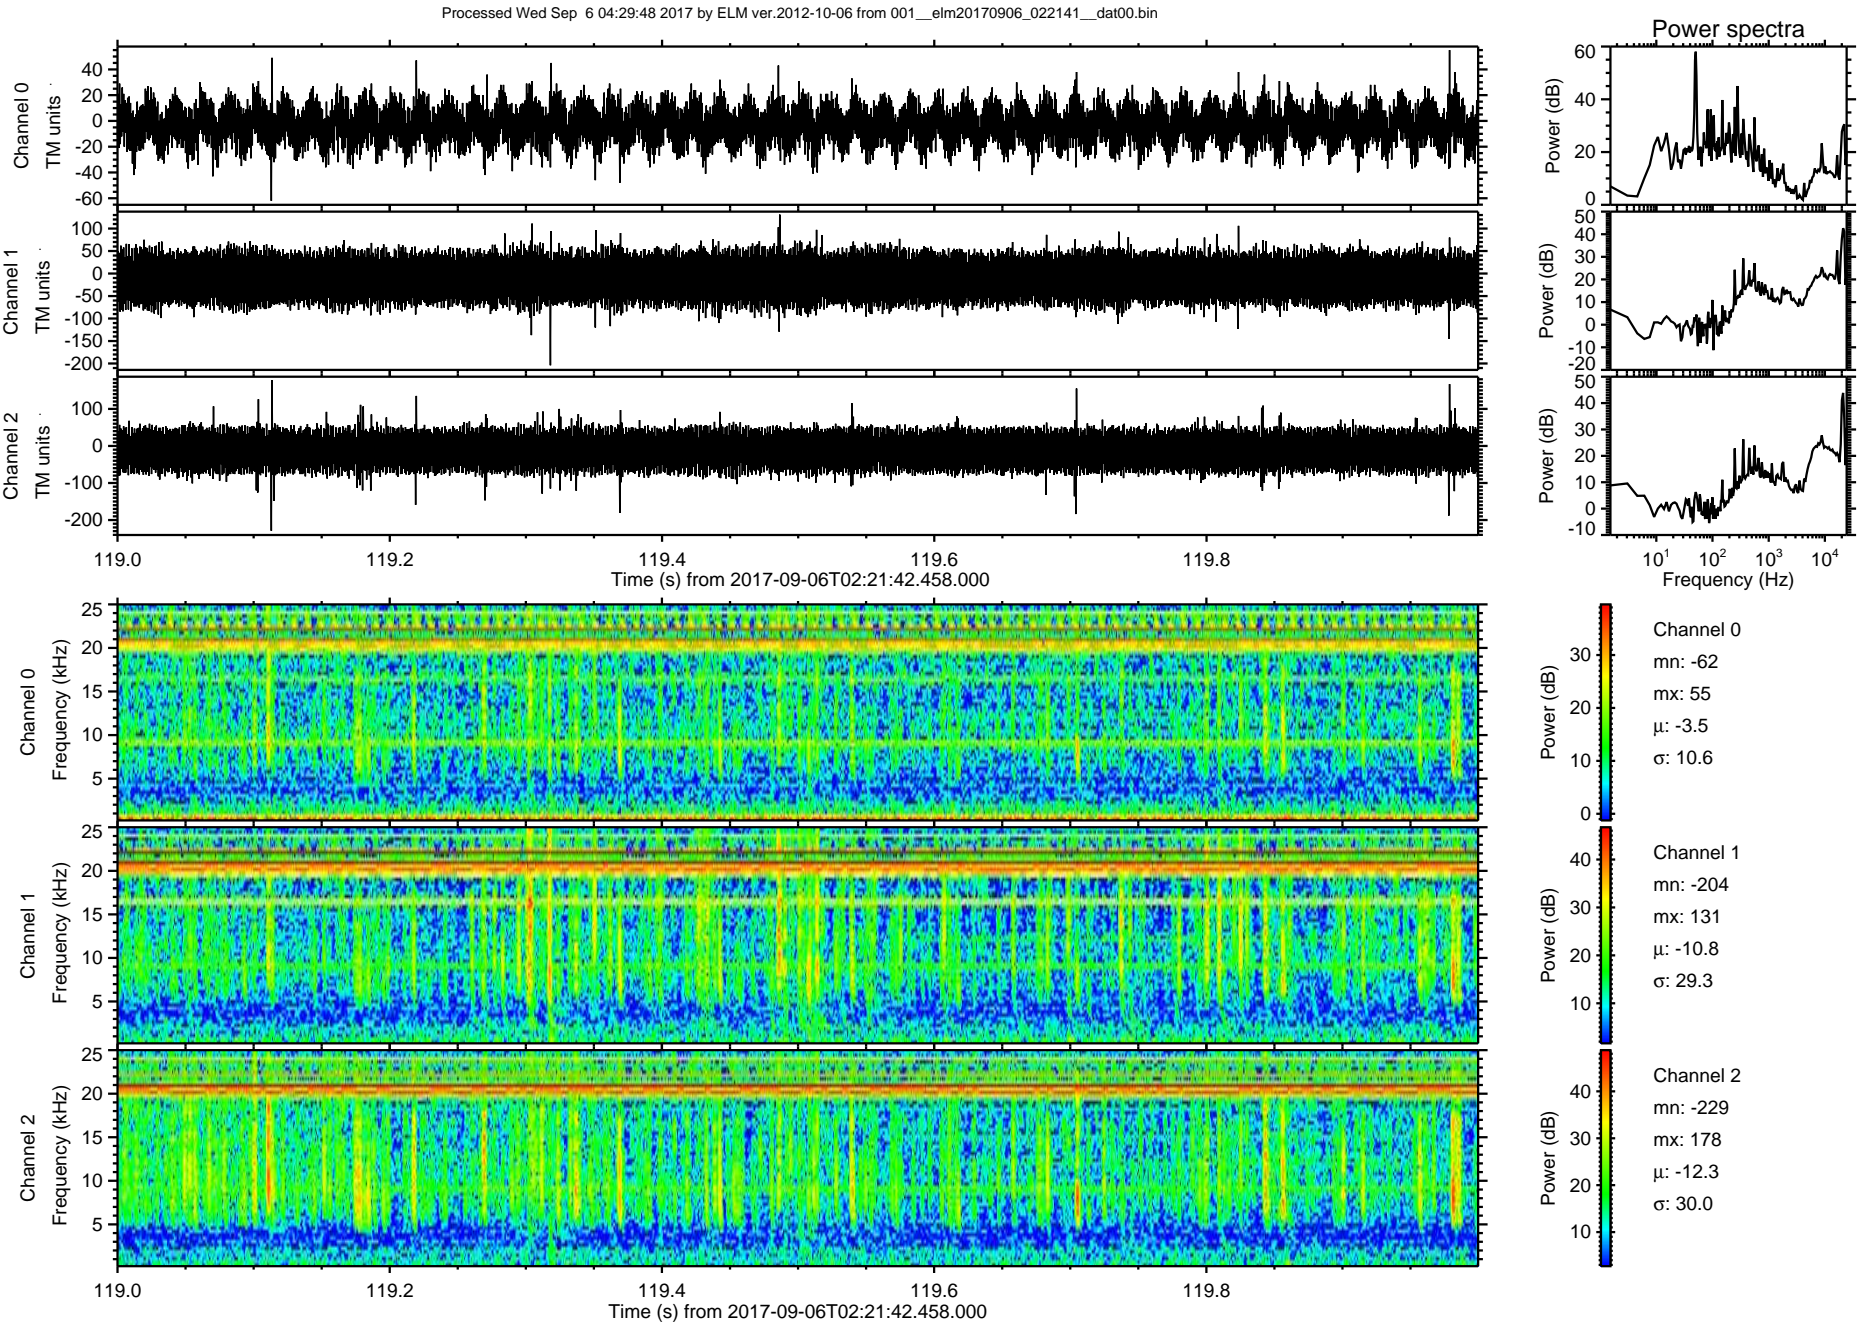 Processed Wed Sep  6 04:29:48 2017 by ELM ver.2012-10-06 from 001__elm20170906_022141__dat00.bin
Power spectra
Channel 0
TM units
40
20
0
-20
-40
-60
Power (dB)
60
40
20
0
Channel 1
TM units
100
50
0
-50
-100
-150
-200
Power (dB)
50
40
30
20
10
0
-10
-20
Channel 2
TM units
100
0
-100
-200
Power (dB)
50
40
30
20
10
0
-10
119.0 119.2 119.4 119.6 119.8
Time (s) from 2017-09-06T02:21:42.458.000
10^1 10^2 10^3 10^4
Frequency (Hz)
Channel 0
Frequency (kHz)
25
20
15
10
5
Power (dB)
30
20
10
0
Channel 0
mn: -62
mx: 55
μ: -3.5
σ: 10.6
Channel 1
Frequency (kHz)
25
20
15
10
5
Power (dB)
40
30
20
10
Channel 1
mn: -204
mx: 131
μ: -10.8
σ: 29.3
Channel 2
Frequency (kHz)
25
20
15
10
5
Power (dB)
40
30
20
10
Channel 2
mn: -229
mx: 178
μ: -12.3
σ: 30.0
119.0 119.2 119.4 119.6 119.8
Time (s) from 2017-09-06T02:21:42.458.000